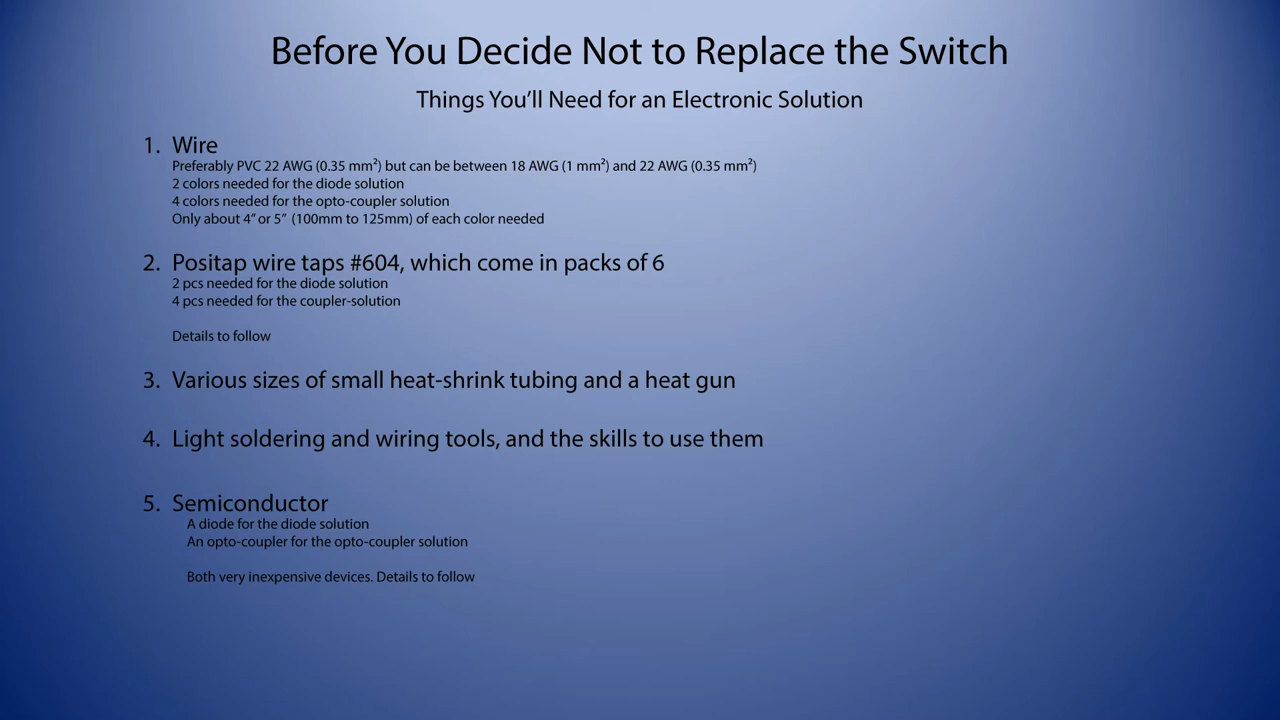 Before You Decide Not to Replace the Switch
Things You’ll Need for an Electronic Solution
1. Wire
Preferably PVC 22 AWG (0.35 mm²) but can be between 18 AWG (1 mm²) and 22 AWG (0.35 mm²)
2 colors needed for the diode solution
4 colors needed for the opto-coupler solution
Only about 4” or 5” (100mm to 125mm) of each color needed
2. Positap wire taps #604, which come in packs of 6
2 pcs needed for the diode solution
4 pcs needed for the coupler-solution
Details to follow
3. Various sizes of small heat-shrink tubing and a heat gun
4. Light soldering and wiring tools, and the skills to use them
5. Semiconductor
A diode for the diode solution
An opto-coupler for the opto-coupler solution
Both very inexpensive devices. Details to follow